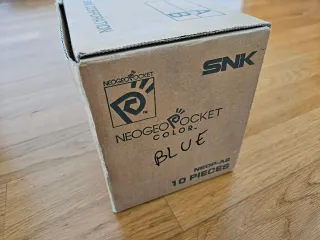 SNK
NEOGEO POCKET
NEOGEO POCKET
COLOR
BLUE
10 PIECES